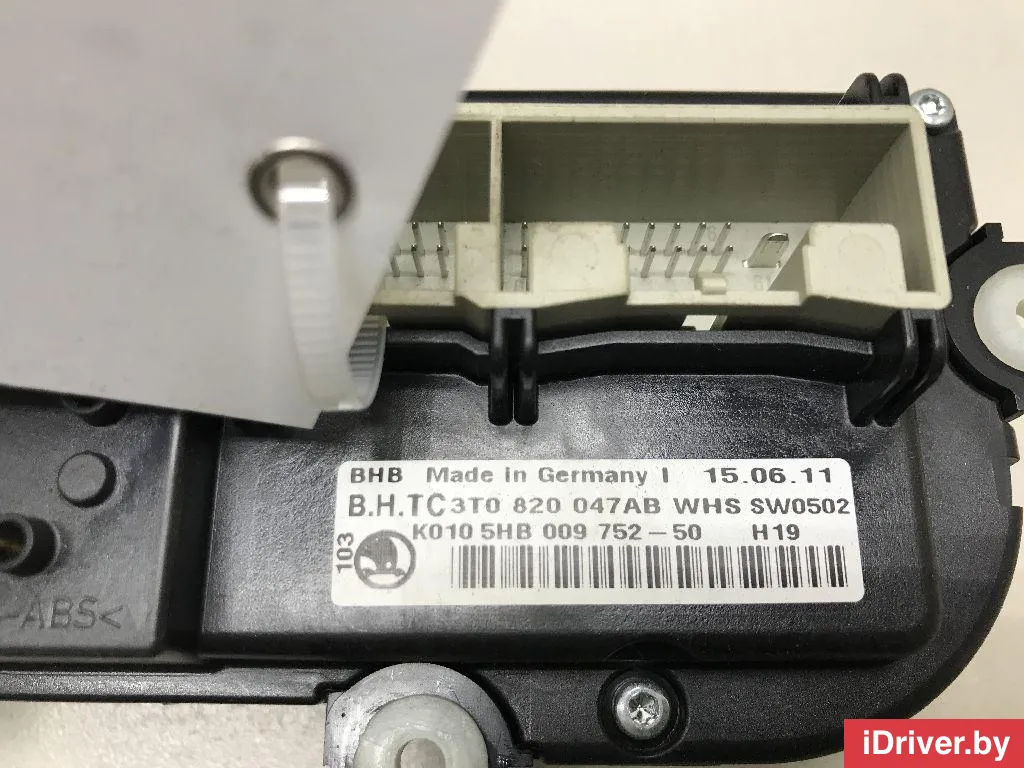 BHB Made in Germany I 15.06.11
B.H.TC 3T0 820 047AB WHS SW0502
K010 5HB 009 752-50 H19
103
-ABS<
iDriver.by